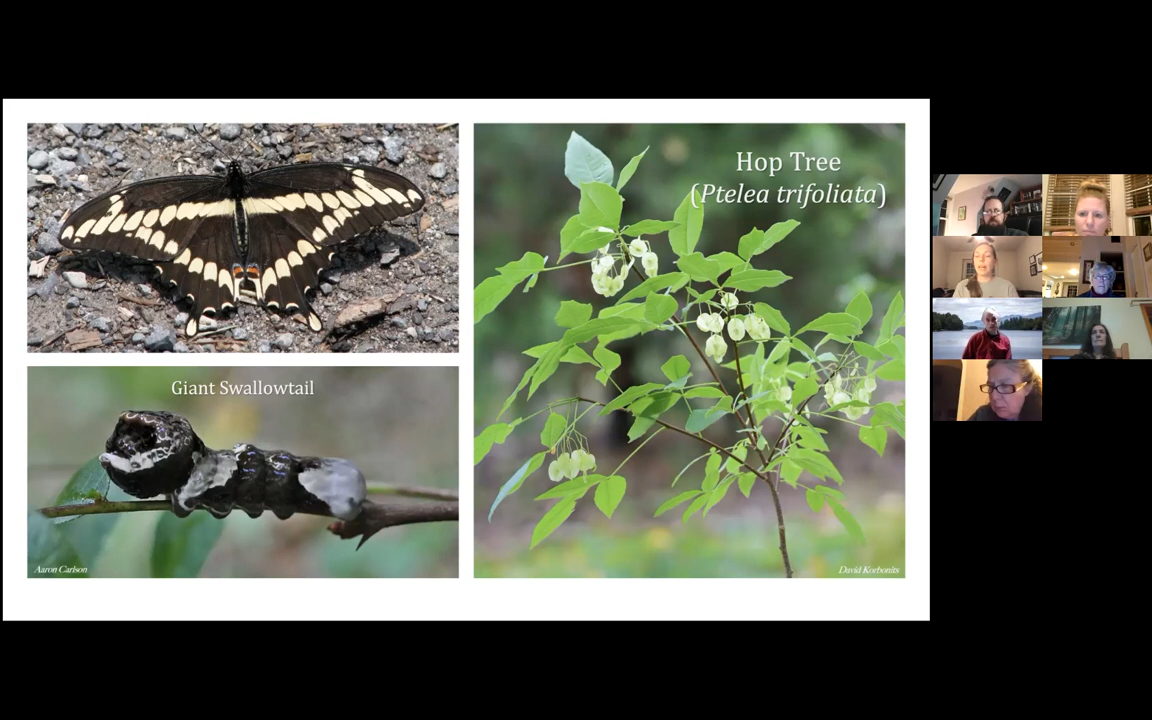 Hop Tree
(Ptelea trifoliata)
Giant Swallowtail
Aaron Carlson
David Korbonits